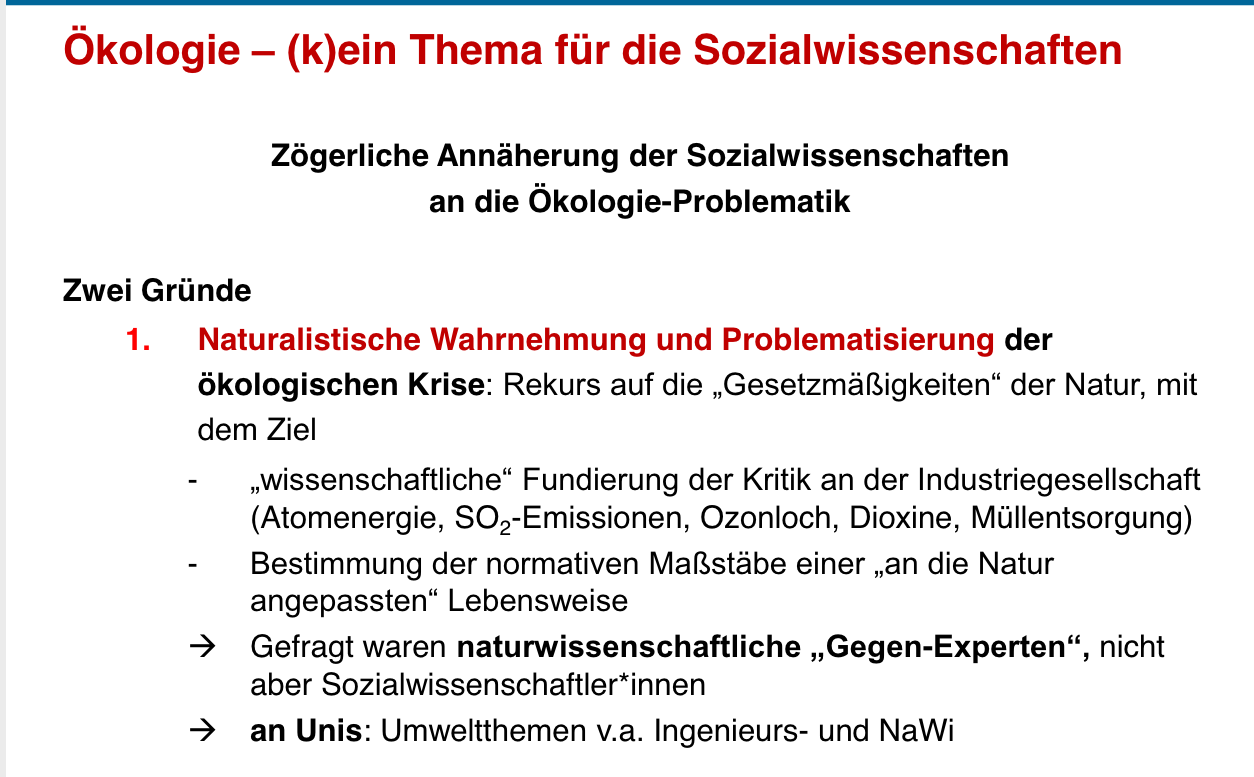 Ökologie – (k)ein Thema für die Sozialwissenschaften
Zögerliche Annäherung der Sozialwissenschaften
an die Ökologie-Problematik
Zwei Gründe
1. Naturalistische Wahrnehmung und Problematisierung der
ökologischen Krise: Rekurs auf die „Gesetzmäßigkeiten“ der Natur, mit
dem Ziel
- „wissenschaftliche“ Fundierung der Kritik an der Industriegesellschaft
(Atomenergie, SO₂-Emissionen, Ozonloch, Dioxine, Müllentsorgung)
- Bestimmung der normativen Maßstäbe einer „an die Natur
angepassten“ Lebensweise
→ Gefragt waren naturwissenschaftliche „Gegen-Experten“, nicht
aber Sozialwissenschaftler*innen
→ an Unis: Umweltthemen v.a. Ingenieurs- und NaWi